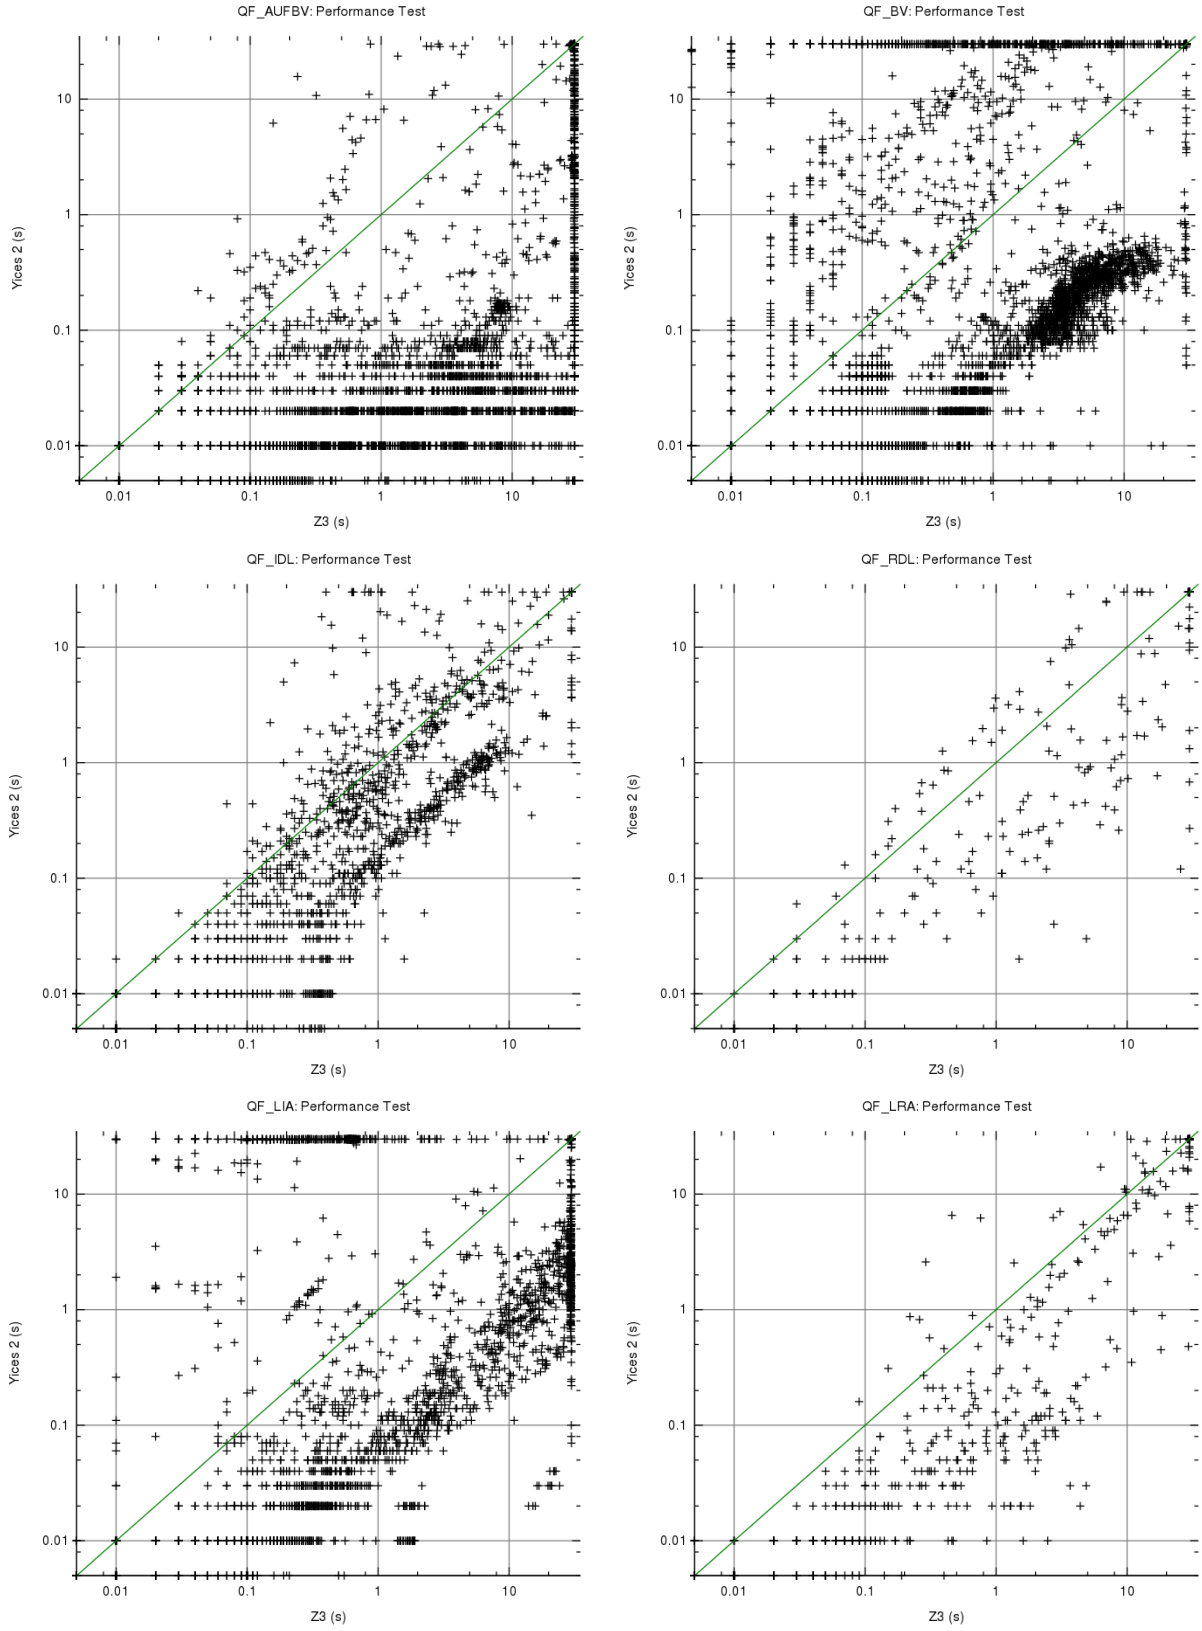 QF_AUFBV: Performance Test
10
1
0.1
0.01
Yices 2 (s)
0.01 0.1 1 10
Z3 (s)
QF_BV: Performance Test
10
1
0.1
0.01
Yices 2 (s)
0.01 0.1 1 10
Z3 (s)
QF_IDL: Performance Test
10
1
0.1
0.01
Yices 2 (s)
0.01 0.1 1 10
Z3 (s)
QF_RDL: Performance Test
10
1
0.1
0.01
Yices 2 (s)
0.01 0.1 1 10
Z3 (s)
QF_LIA: Performance Test
10
1
0.1
0.01
Yices 2 (s)
0.01 0.1 1 10
Z3 (s)
QF_LRA: Performance Test
10
1
0.1
0.01
Yices 2 (s)
0.01 0.1 1 10
Z3 (s)